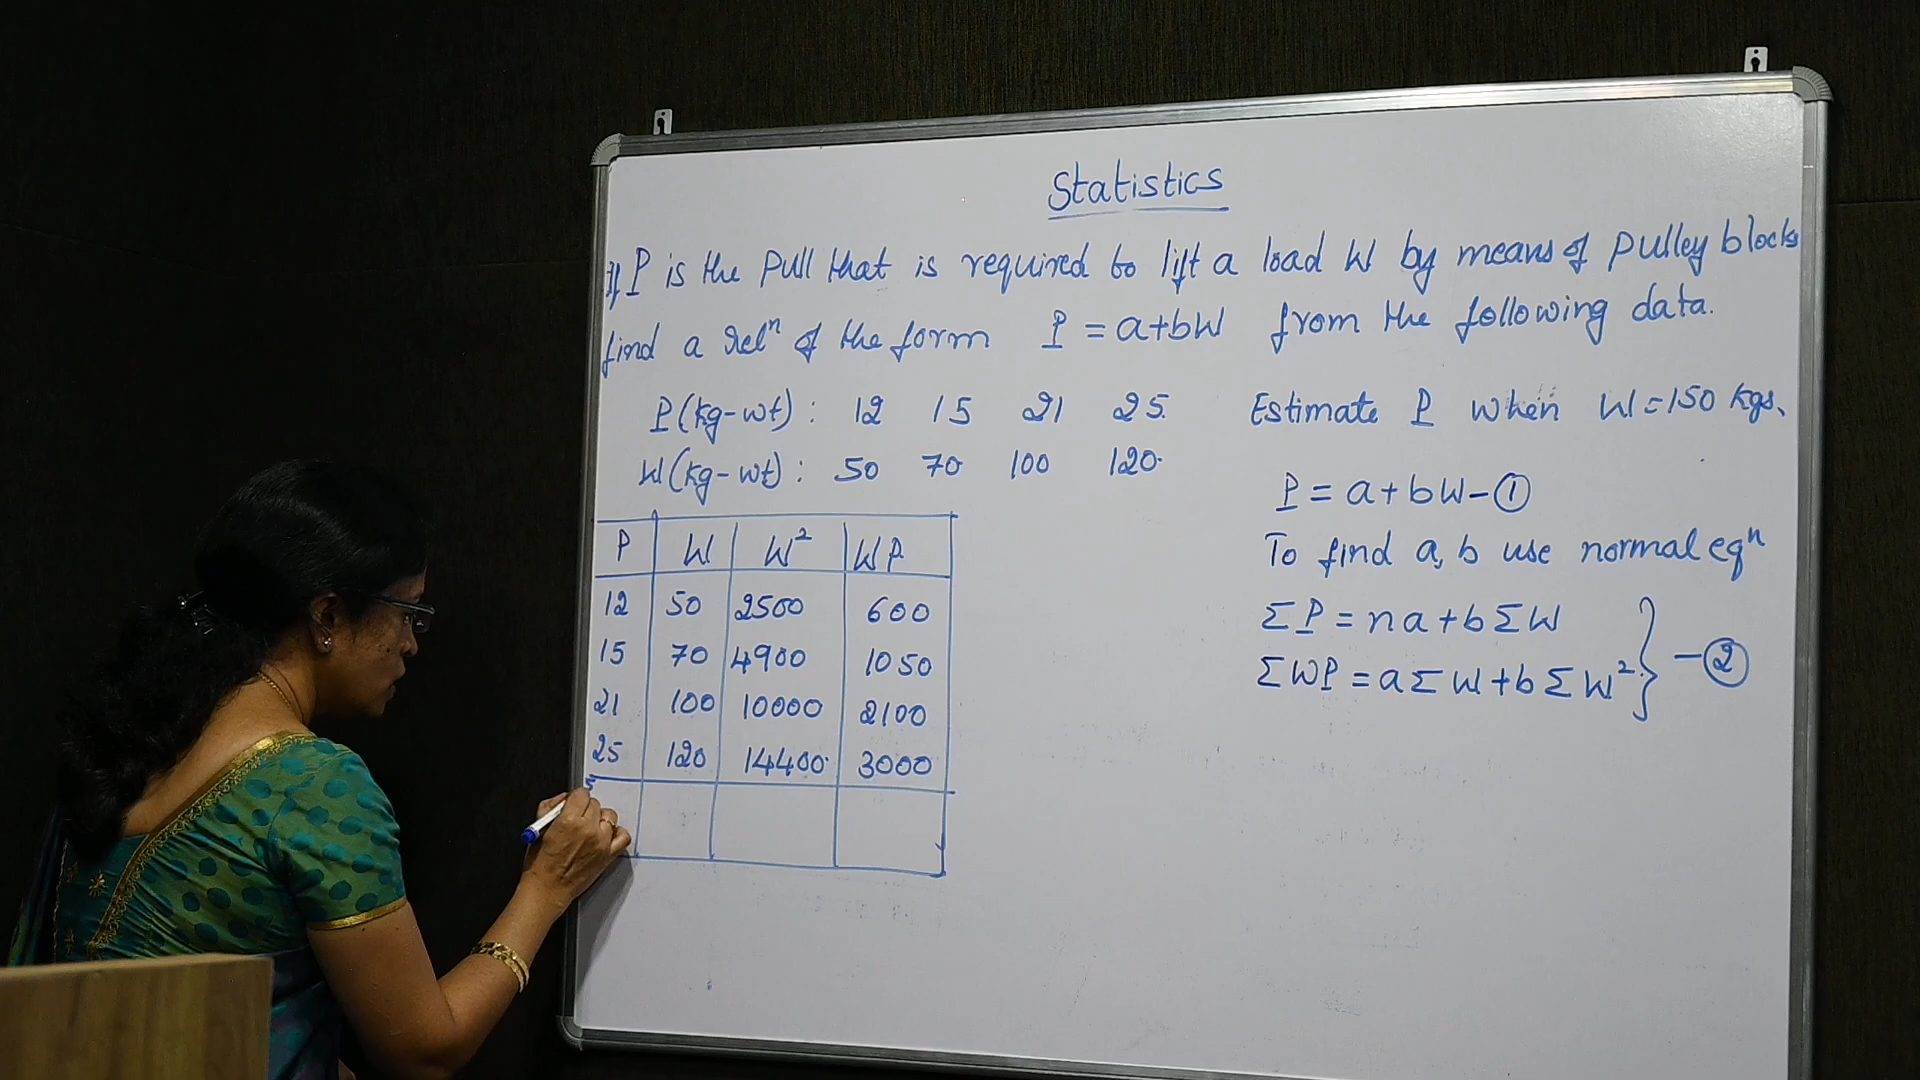 Statistics
If P is the pull that is required to lift a load W by means of pulley blocks
find a relⁿ of the form P = a+bW from the following data.
P(kg-wt) : 12 15 21 25. Estimate P when W=150 kgs.
W(kg-wt) : 50 70 100 120.
P = a+bW-①
To find a, b use normal eqⁿ
ΣP = na+bΣW
ΣWP = aΣW+bΣW² } -②
P W W² WP
12 50 2500 600
15 70 4900 1050
21 100 10000 2100
25 120 14400 3000